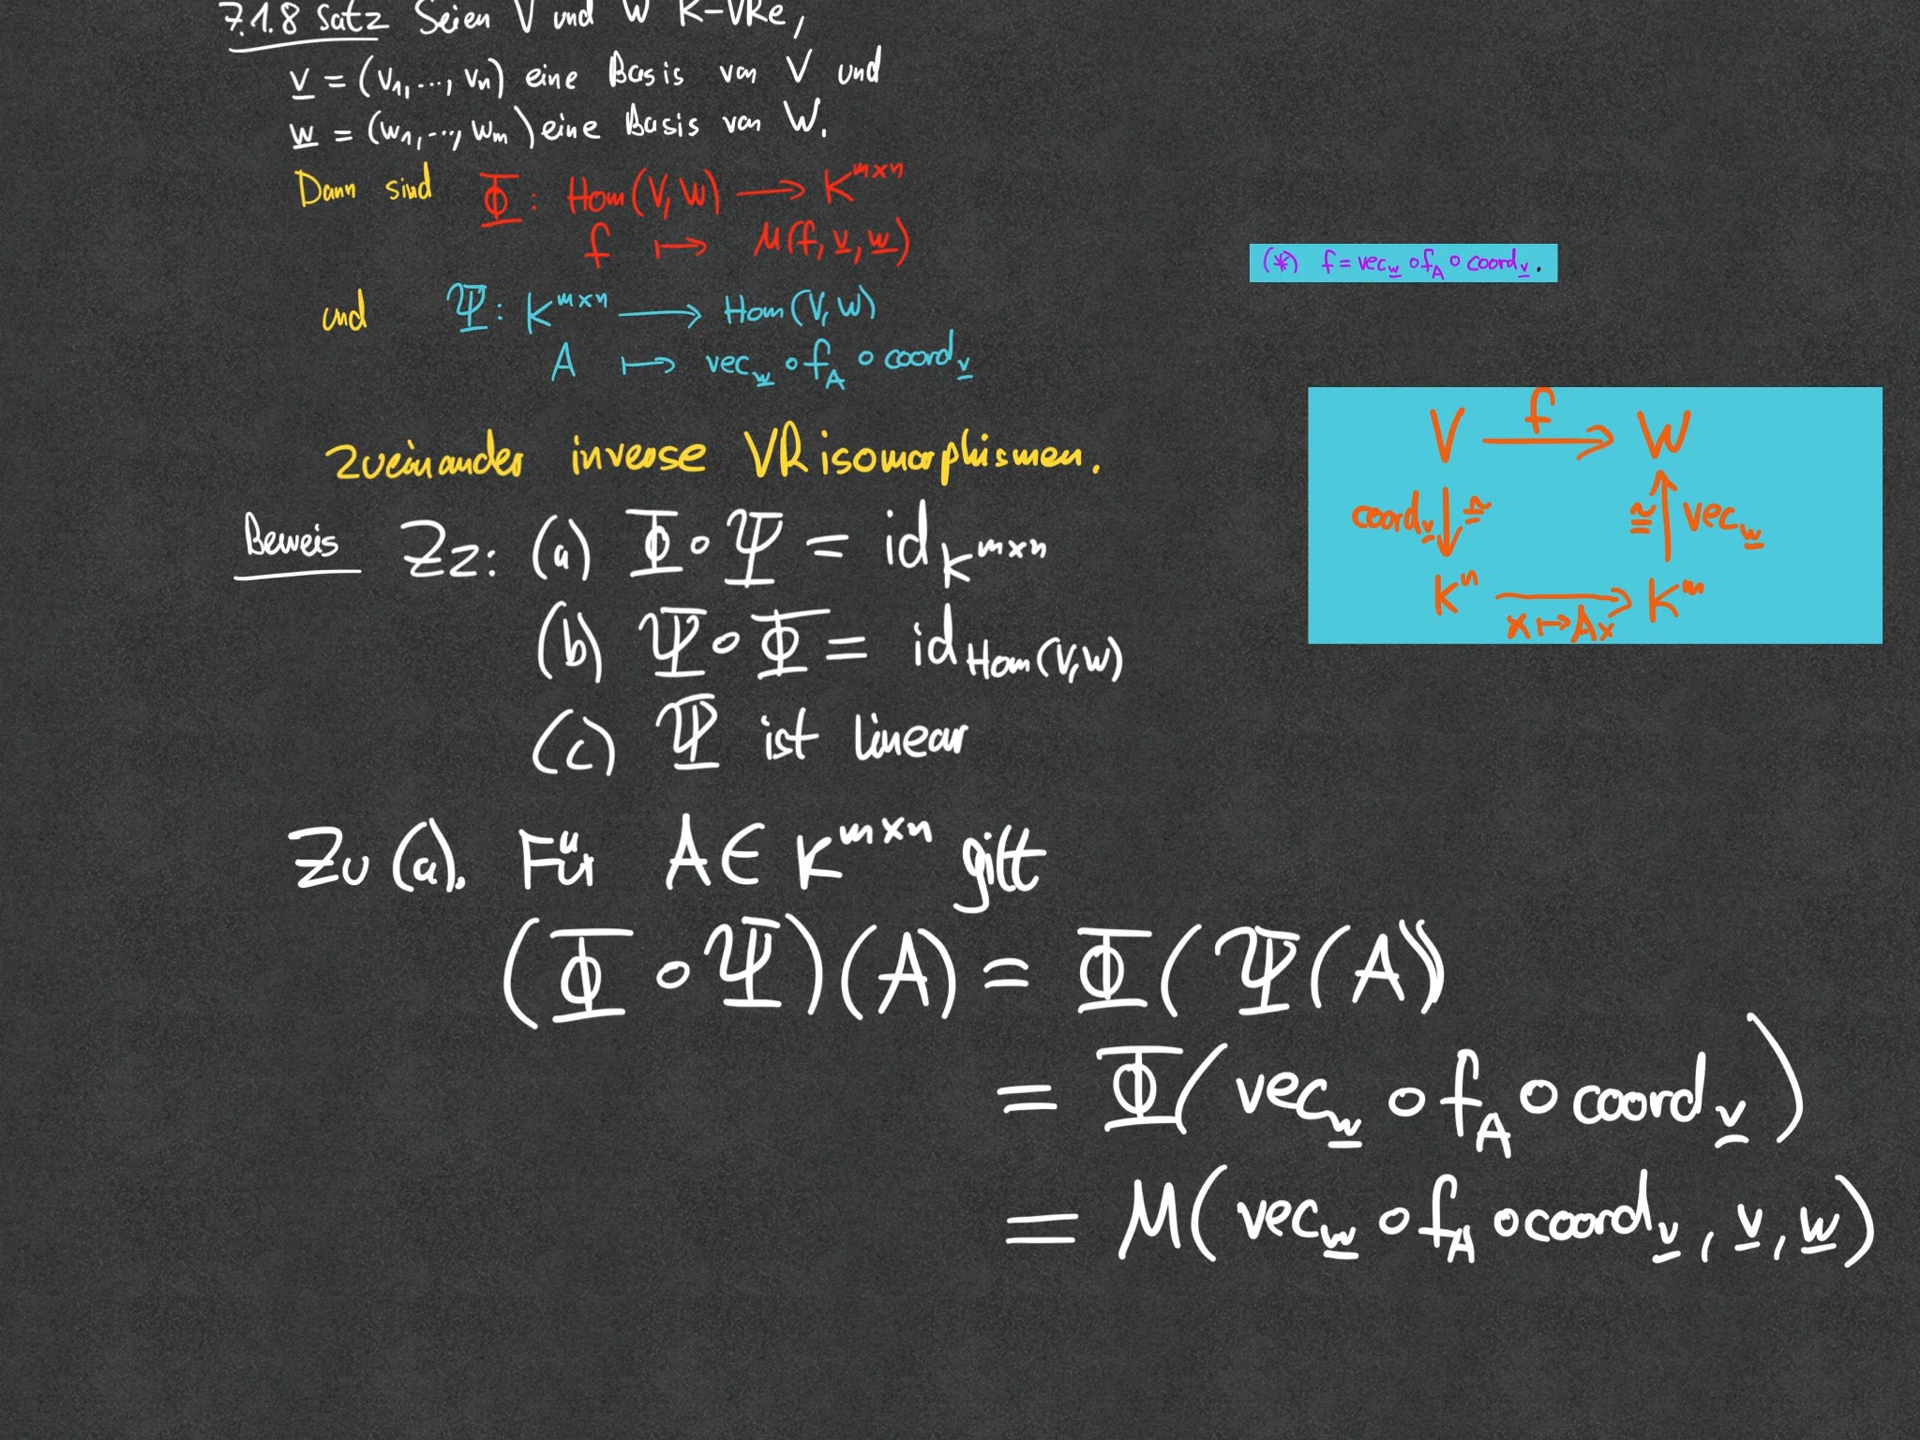 7.1.8 Satz Seien V und W K-VRe,
v = (v₁, ..., vₙ) eine Basis von V und
w = (w₁, ..., wₘ) eine Basis von W.
Dann sind Φ: Hom(V, W) → K^{m×n}
f ↦ M(f, v, w)
(*) f = vec_w ∘ f_A ∘ coord_v.
und Ψ: K^{m×n} → Hom(V, W)
A ↦ vec_w ∘ f_A ∘ coord_v
zueinander inverse VRisomorphismen.
V f → W
coord_v ↓ ≅ ≅ ↑ vec_w
Kⁿ → K^m
x ↦ Ax
Beweis Zz: (a) Φ ∘ Ψ = id_{K^{m×n}}
(b) Ψ ∘ Φ = id_{Hom(V,W)}
(c) Ψ ist linear
Zu (a). Für A ∈ K^{m×n} gilt
(Φ ∘ Ψ)(A) = Φ(Ψ(A))
= Φ(vec_w ∘ f_A ∘ coord_v)
= M(vec_w ∘ f_A ∘ coord_v, v, w)